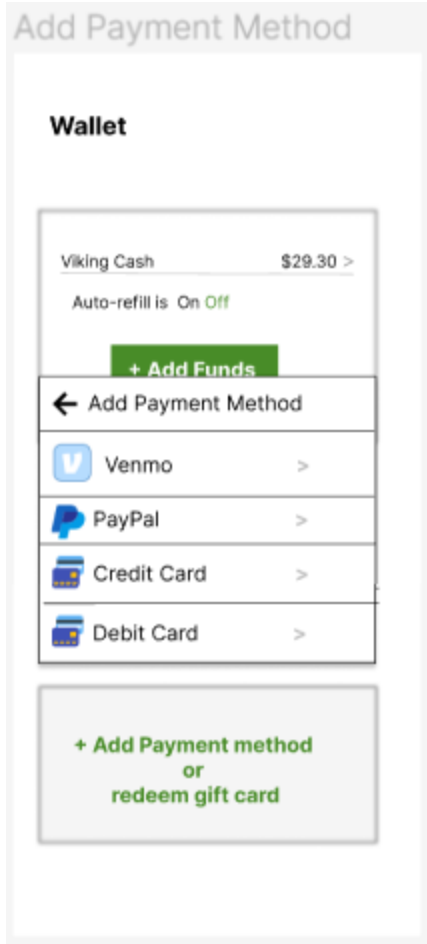 Add Payment Method
Wallet
Viking Cash $29.30 >
Auto-refill is On Off
+ Add Funds
← Add Payment Method
Venmo >
PayPal >
Credit Card >
Debit Card >
+ Add Payment method
or
redeem gift card